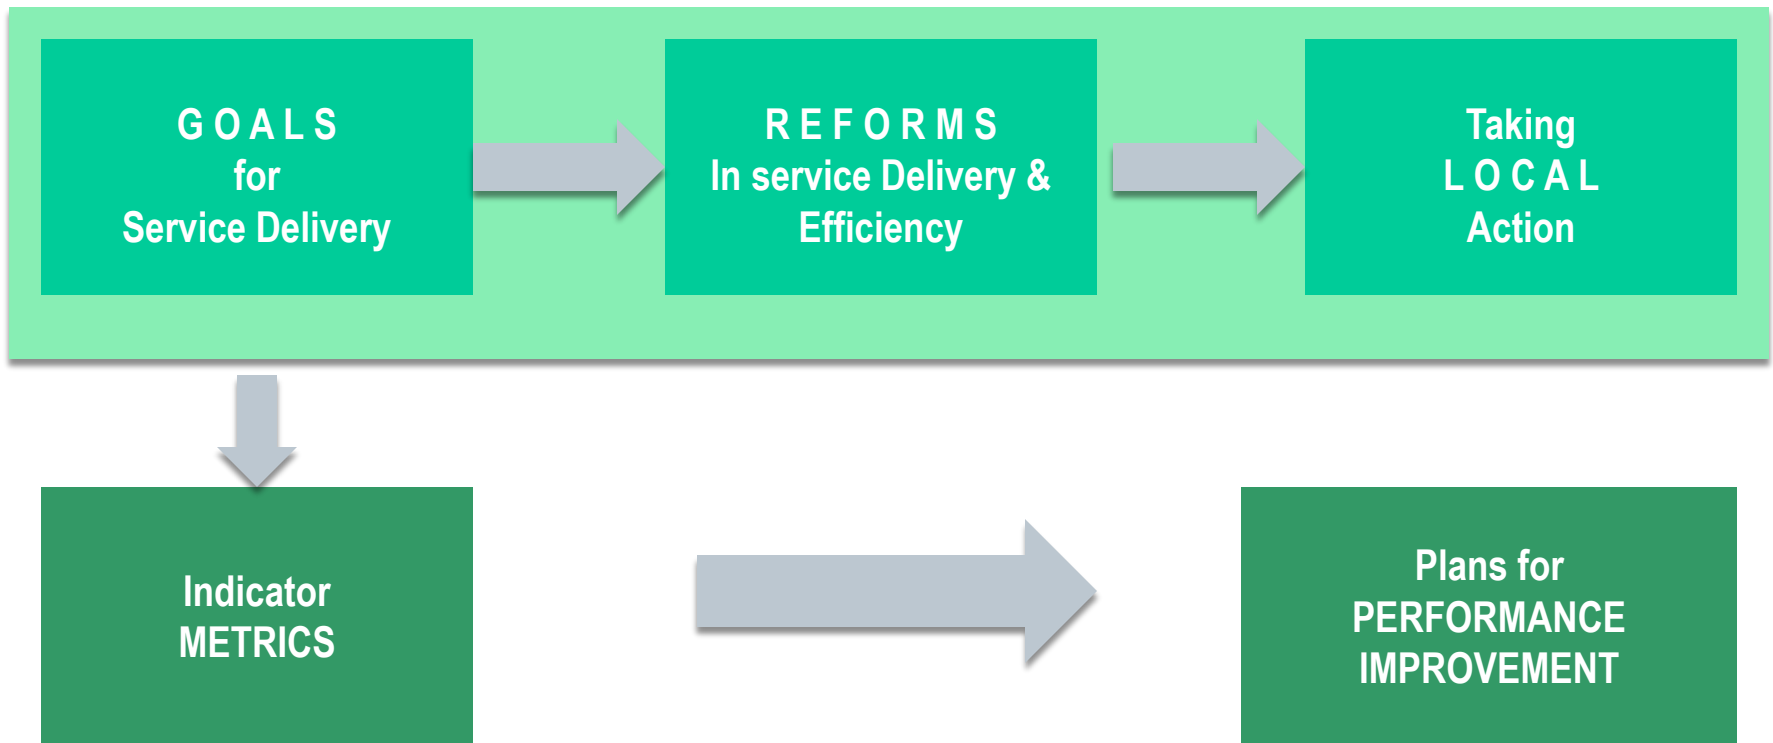 G O A L S
for
Service Delivery
R E F O R M S
In service Delivery &
Efficiency
Taking
L O C A L
Action
Indicator
METRICS
Plans for
PERFORMANCE
IMPROVEMENT